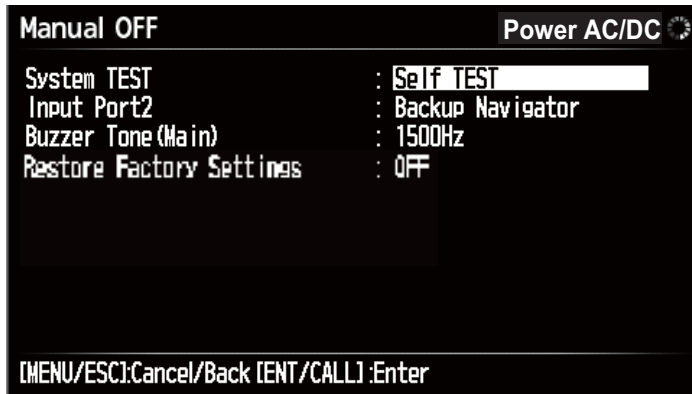 Manual OFF Power AC/DC
System TEST : Self TEST
Input Port2 : Backup Navigator
Buzzer Tone(Main) : 1500Hz
Restore Factory Settings : OFF
[MENU/ESC]:Cancel/Back [ENT/CALL]:Enter